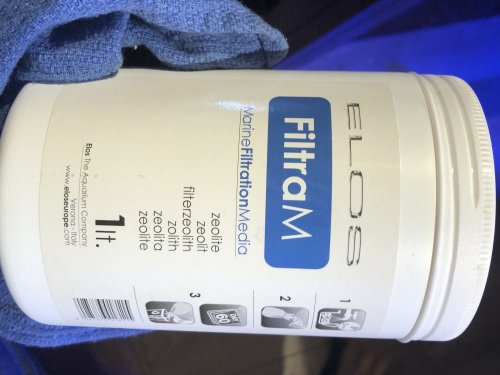 ELOS
FiltraM
MarineFiltrationMedia
zeolite
zeolit
filterzeolith
zolith
zeolita
zeolite
1lt.
Elos The Aquarium Company
Verona - Italy
www.eloseurope.com
1
2
3
60